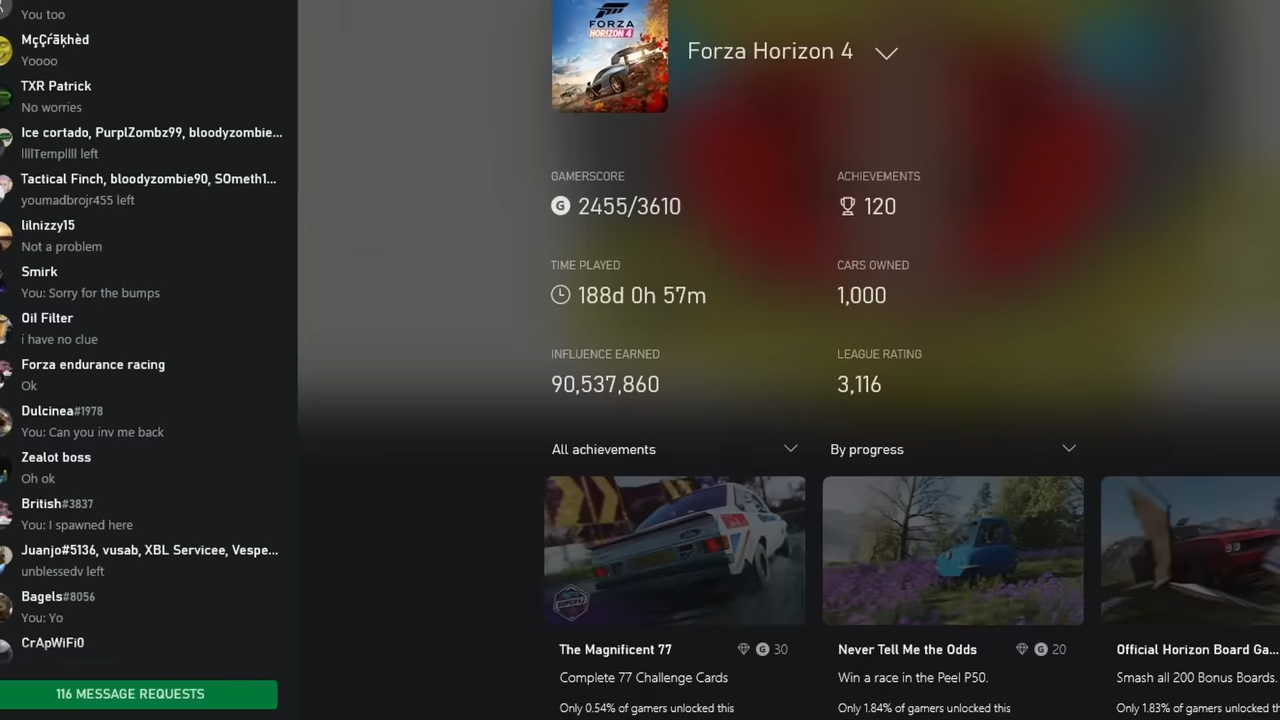 You too
MçÇŕãķhèd
Yoooo
TXR Patrick
No worries
Ice cortado, PurplZombz99, bloodyzombie...
llllTempllll left
Tactical Finch, bloodyzombie90, SOmeth1...
youmadbrojr455 left
lilnizzy15
Not a problem
Smirk
You: Sorry for the bumps
Oil Filter
i have no clue
Forza endurance racing
Ok
Dulcinea#1978
You: Can you inv me back
Zealot boss
Oh ok
British#3837
You: I spawned here
Juanjo#5136, vusab, XBL Servicee, Vespe...
unblessedv left
Bagels#8056
You: Yo
CrApWiFi0
116 MESSAGE REQUESTS
FORZA
HORIZON 4
Forza Horizon 4
GAMERSCORE
G 2455/3610
ACHIEVEMENTS
120
TIME PLAYED
188d 0h 57m
CARS OWNED
1,000
INFLUENCE EARNED
90,537,860
LEAGUE RATING
3,116
All achievements
By progress
The Magnificent 77
G 30
Complete 77 Challenge Cards
Only 0.54% of gamers unlocked this
Never Tell Me the Odds
G 20
Win a race in the Peel P50.
Only 1.84% of gamers unlocked this
Official Horizon Board Ga...
Smash all 200 Bonus Boards.
Only 1.83% of gamers unlocked th